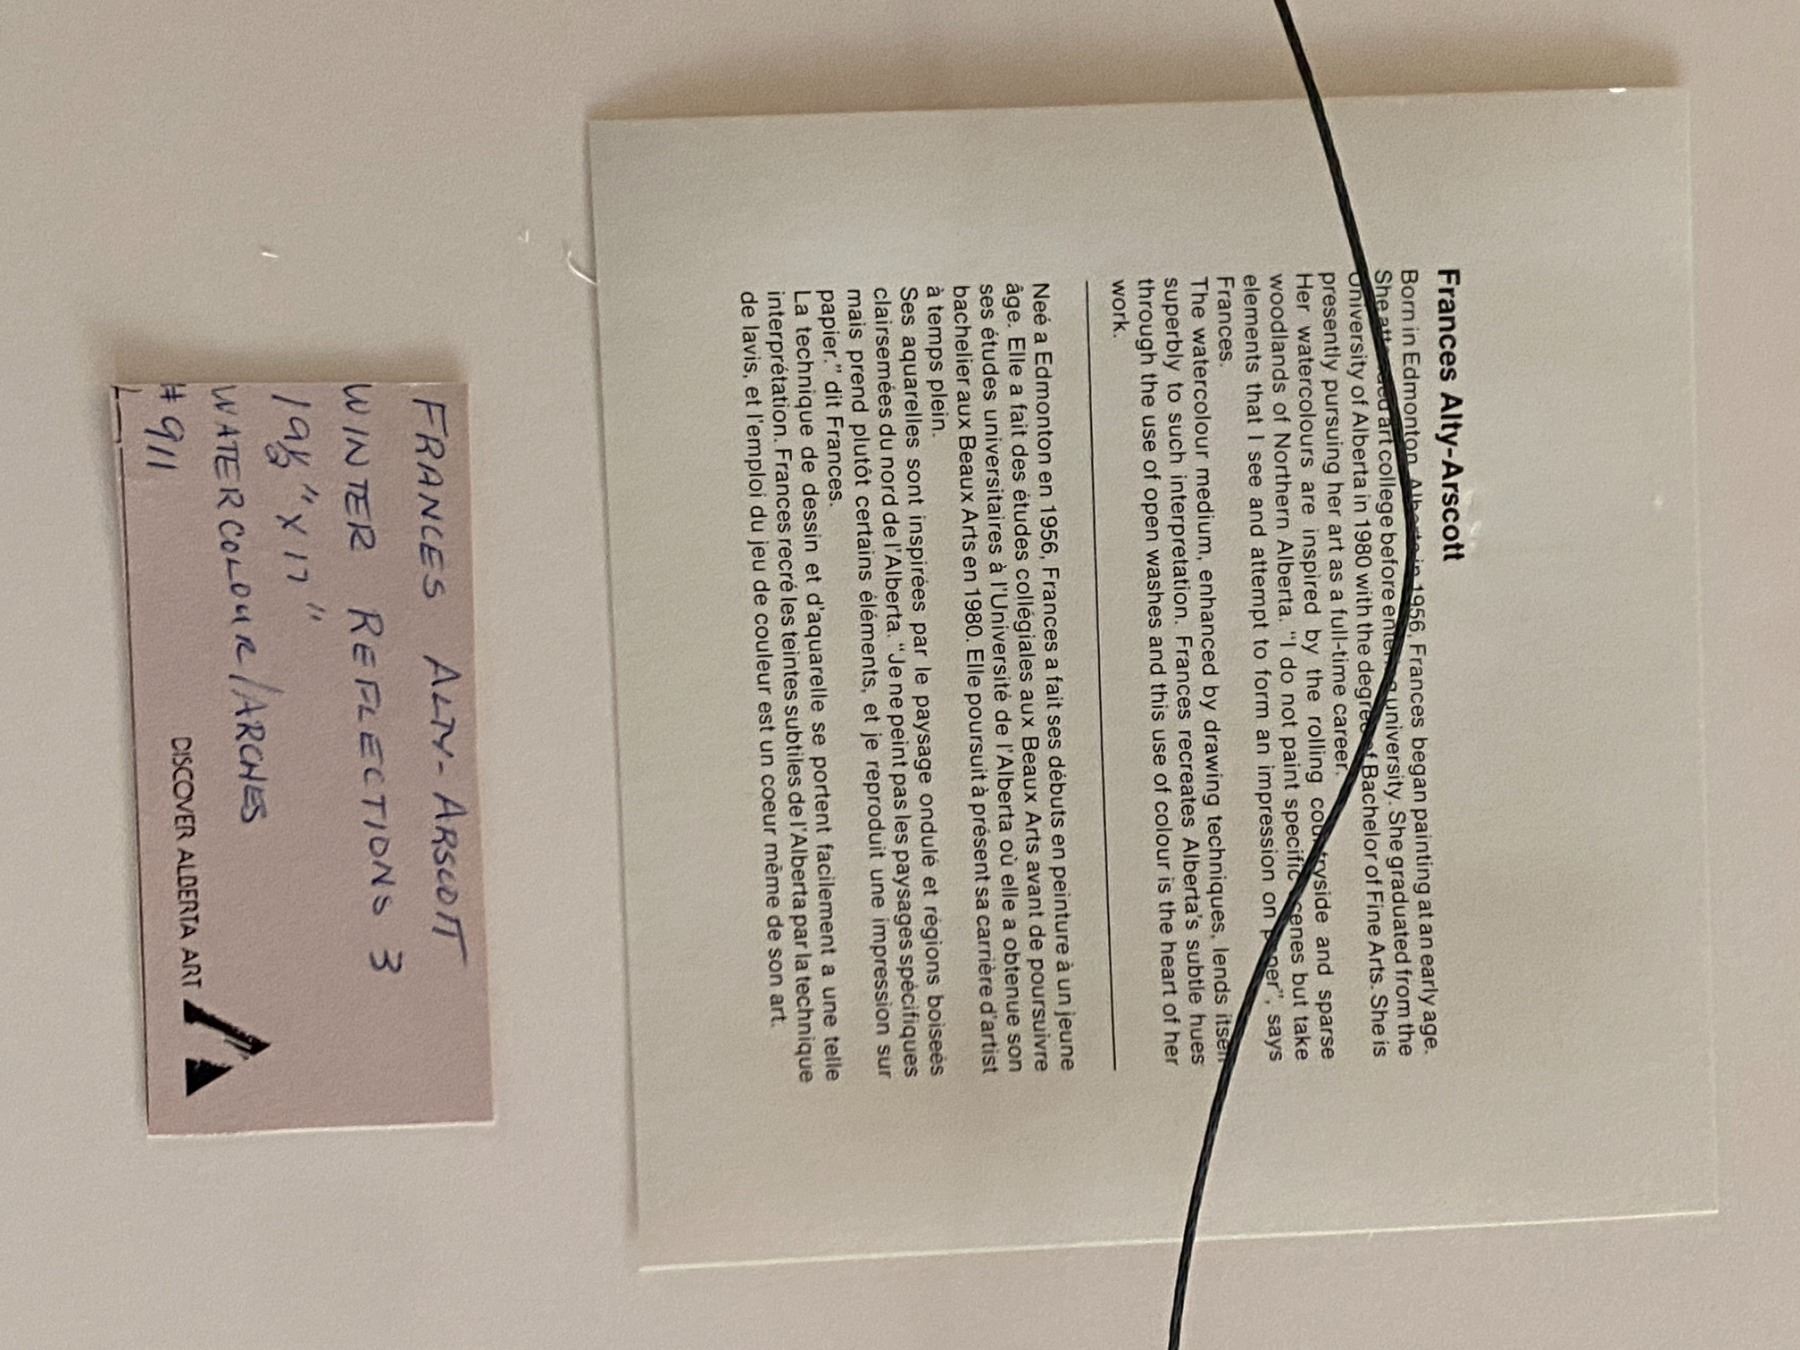 Frances Alty-Arscott
Born in Edmonton, Alberta in 1956, Frances began painting at an early age.
She attended art college before entering university. She graduated from the
University of Alberta in 1980 with the degree of Bachelor of Fine Arts. She is
presently pursuing her art as a full-time career.
Her watercolours are inspired by the rolling countryside and sparse
woodlands of Northern Alberta. “I do not paint specific scenes but take
elements that I see and attempt to form an impression on paper”, says
Frances.
The watercolour medium, enhanced by drawing techniques, lends itself
superbly to such interpretation. Frances recreates Alberta's subtle hues
through the use of open washes and this use of colour is the heart of her
work.
Neé a Edmonton en 1956, Frances a fait ses débuts en peinture à un jeune
âge. Elle a fait des études collégiales aux Beaux Arts avant de poursuivre
ses études universitaires à l'Université de l'Alberta où elle a obtenue son
bachelier aux Beaux Arts en 1980. Elle poursuit à présent sa carrière d'artist
à temps plein.
Ses aquarelles sont inspirées par le paysage ondulé et régions boiseés
clairsemées du nord de l'Alberta. “Je ne peint pas les paysages spécifiques
mais prend plutôt certains éléments, et je reproduit une impression sur
papier.” dit Frances.
La technique de dessin et d'aquarelle se portent facilement a une telle
interprétation. Frances recré les teintes subtiles de l'Alberta par la technique
de lavis, et l'emploi du jeu de couleur est un coeur même de son art.
FRANCES ALTY-ARSCOTT
WINTER REFLECTIONS 3
19½" X 17"
WATERCOLOUR/ARCHES
#911
DISCOVER ALBERTA ART